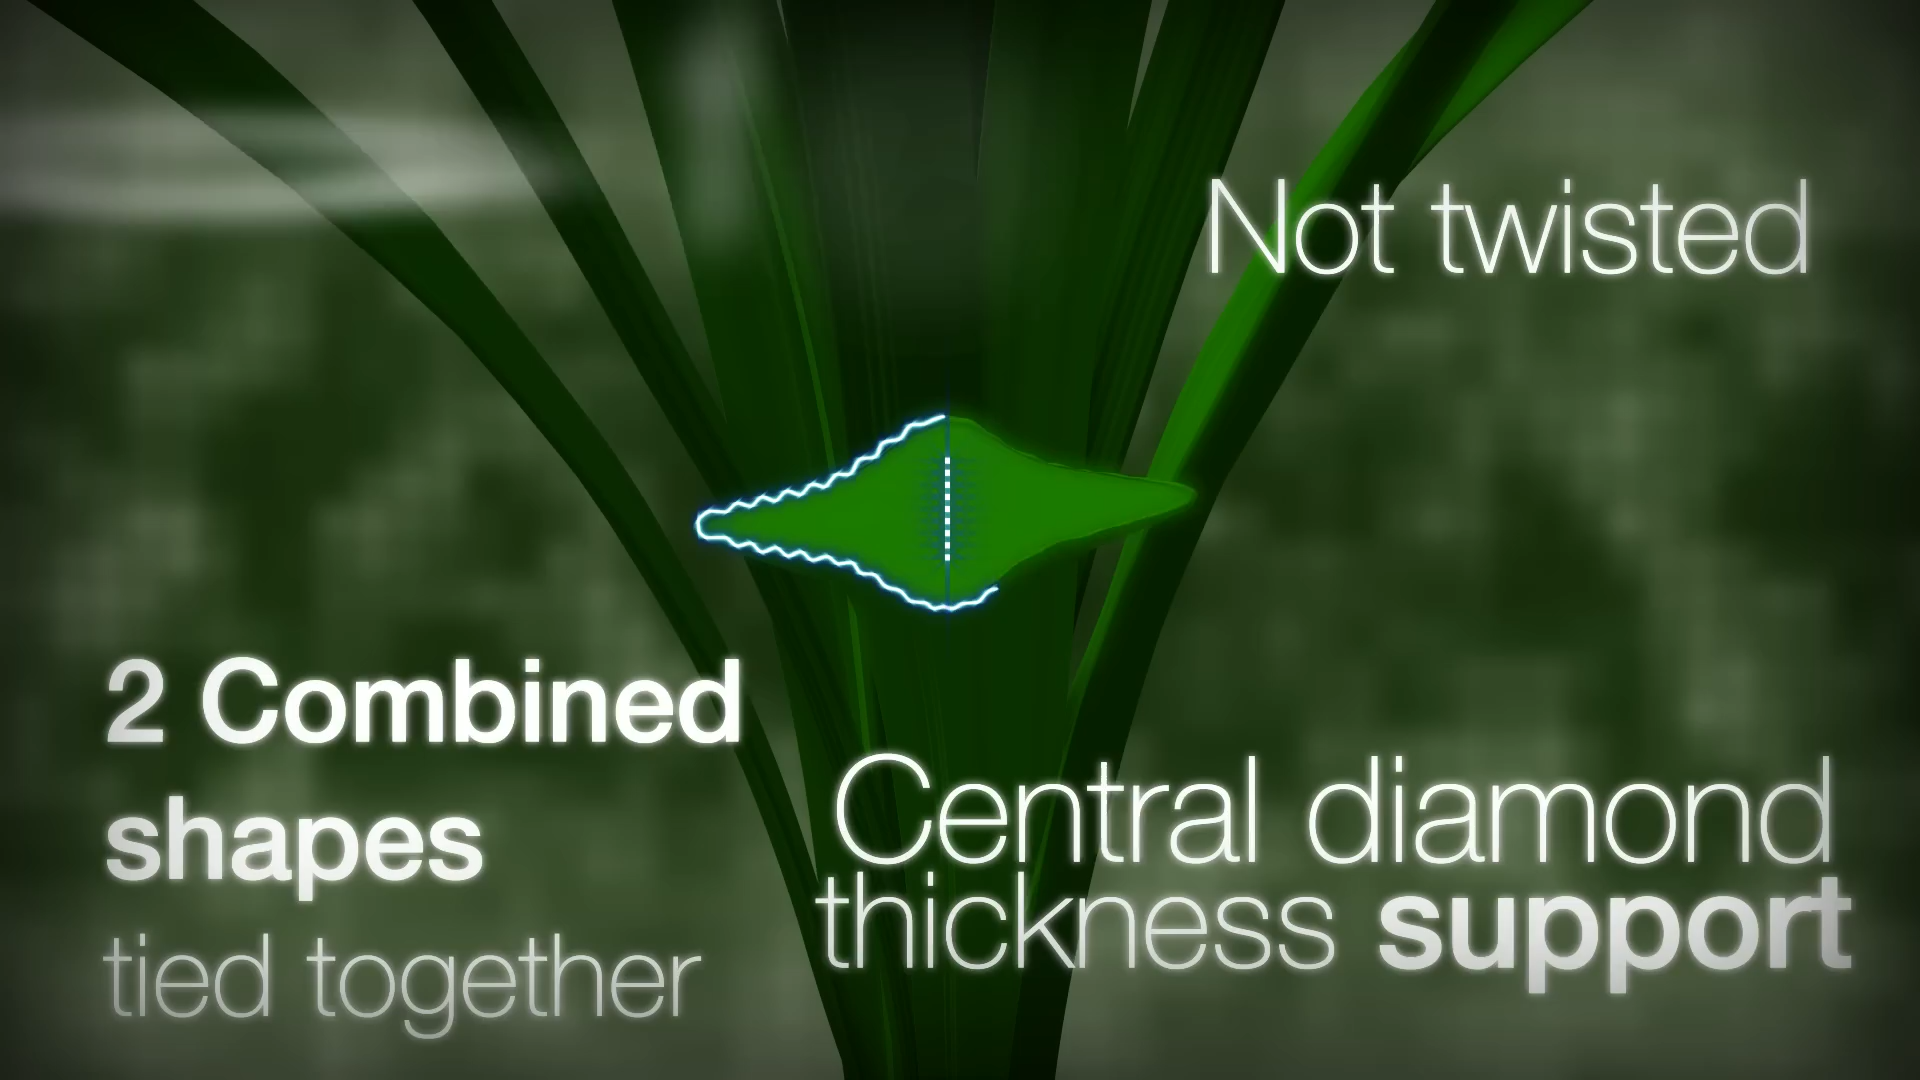 Not twisted
2 Combined
shapes
tied together
Central diamond
thickness support